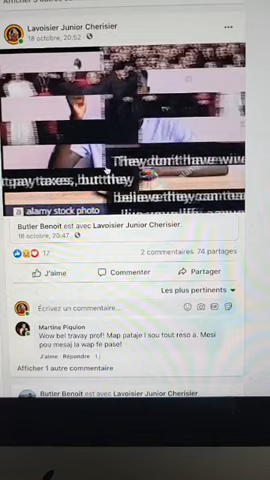 Lavoisier Junior Cherisier
18 octobre, 20:52
They don't have wive
t pay taxes, but they
believe they can tea
alamy stock photo
Butler Benoit est avec Lavoisier Junior Cherisier.
18 octobre, 20:47
17
2 commentaires 74 partages
J'aime
Commenter
Partager
Les plus pertinents
Écrivez un commentaire...
GIF
Martine Piquion
Wow bel travay prof! Map pataje l sou tout reso a. Mesi
pou mesaj la wap fe pase!
J'aime Répondre 1 j
Afficher 1 autre commentaire
Butler Benoit est avec Lavoisier Junior Cherisier